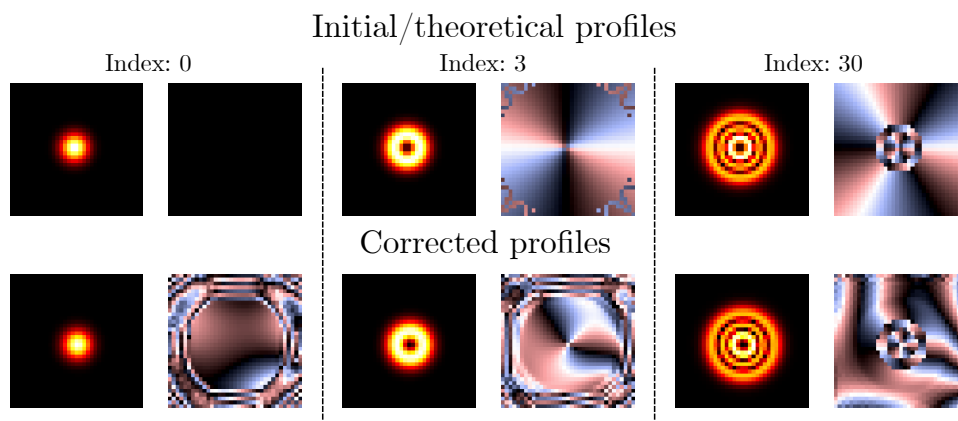 Initial/theoretical profiles
Index: 0
Index: 3
Index: 30
Corrected profiles